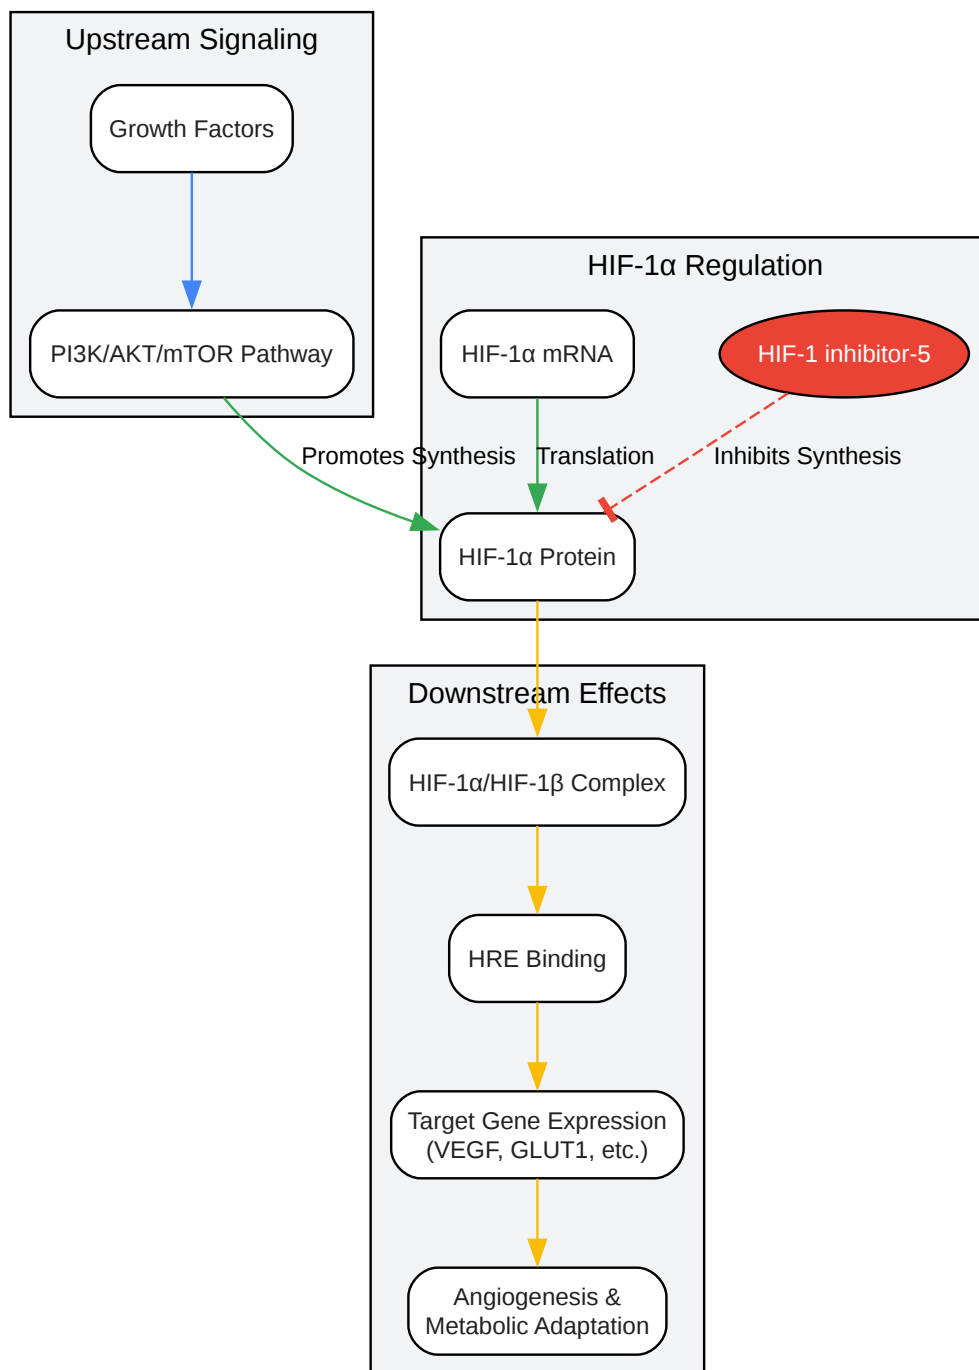 Upstream Signaling
Growth Factors
PI3K/AKT/mTOR Pathway
HIF-1α Regulation
HIF-1α mRNA
HIF-1 inhibitor-5
Promotes Synthesis
Translation
Inhibits Synthesis
HIF-1α Protein
Downstream Effects
HIF-1α/HIF-1β Complex
HRE Binding
Target Gene Expression
(VEGF, GLUT1, etc.)
Angiogenesis &
Metabolic Adaptation